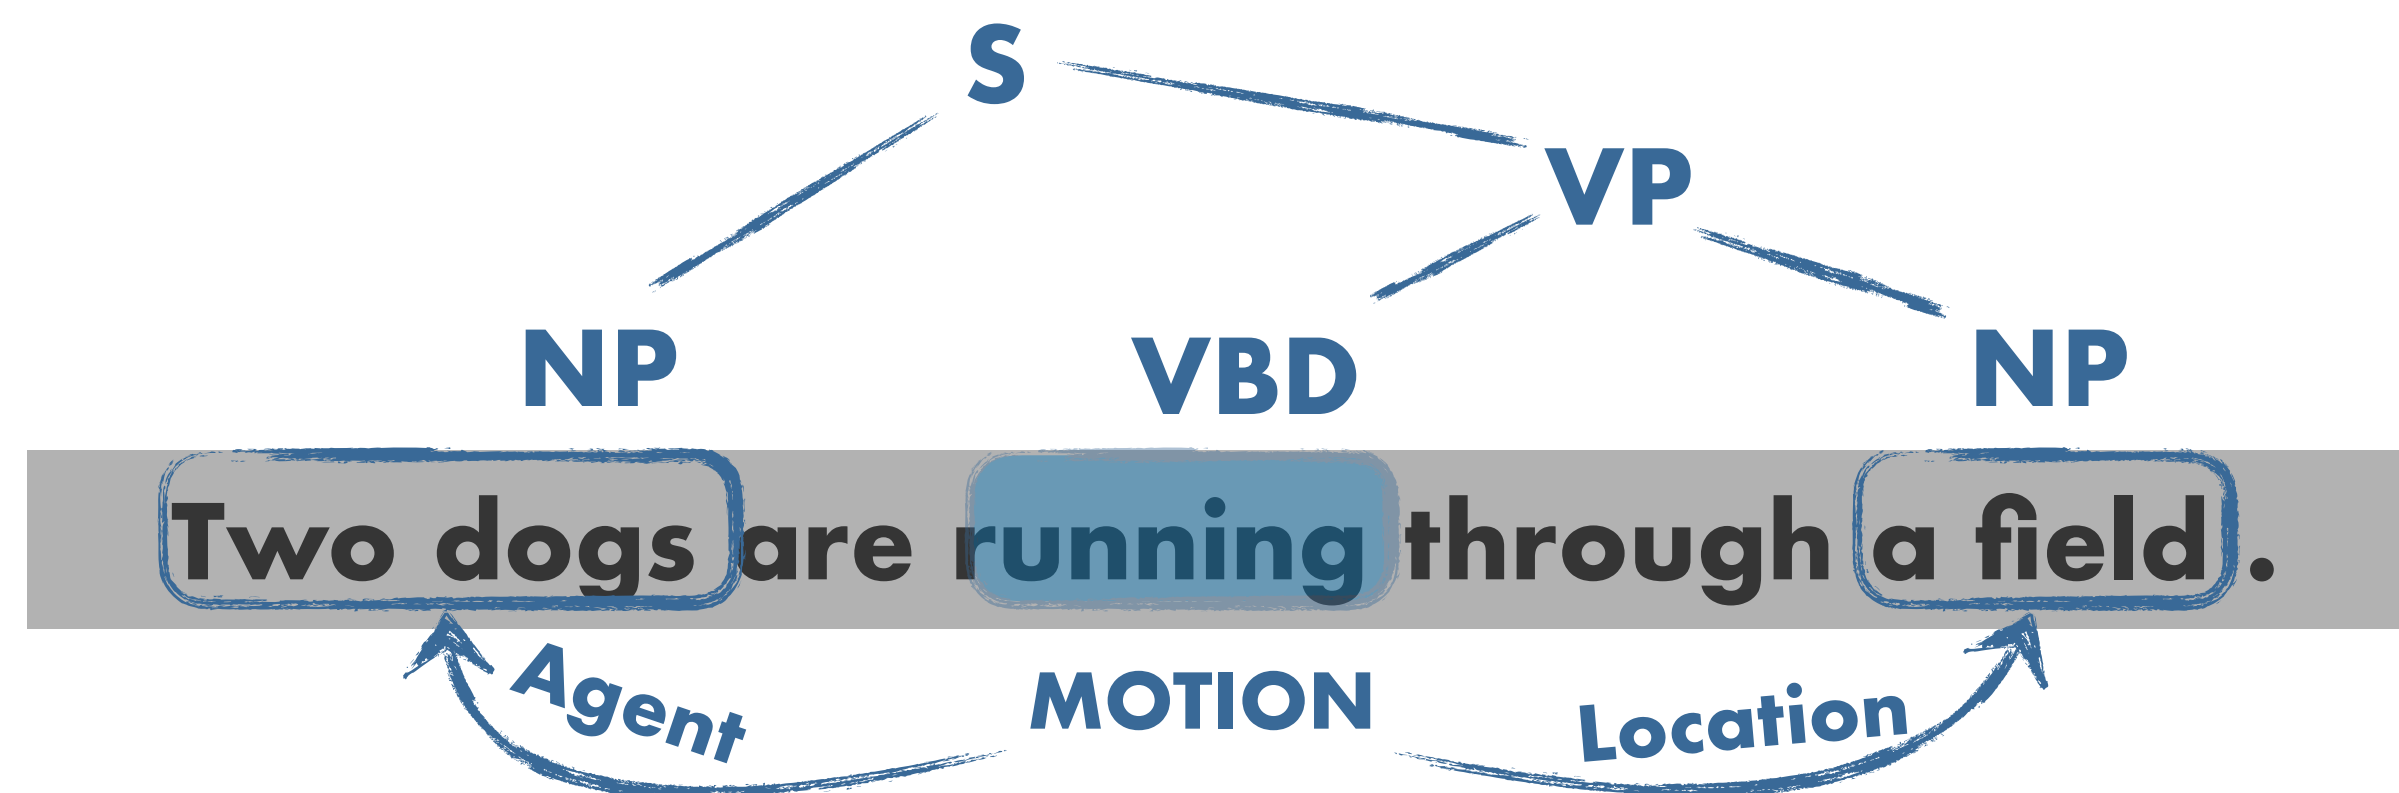 S
VP
NP VBD NP
Two dogs are running through a field.
Agent MOTION Location